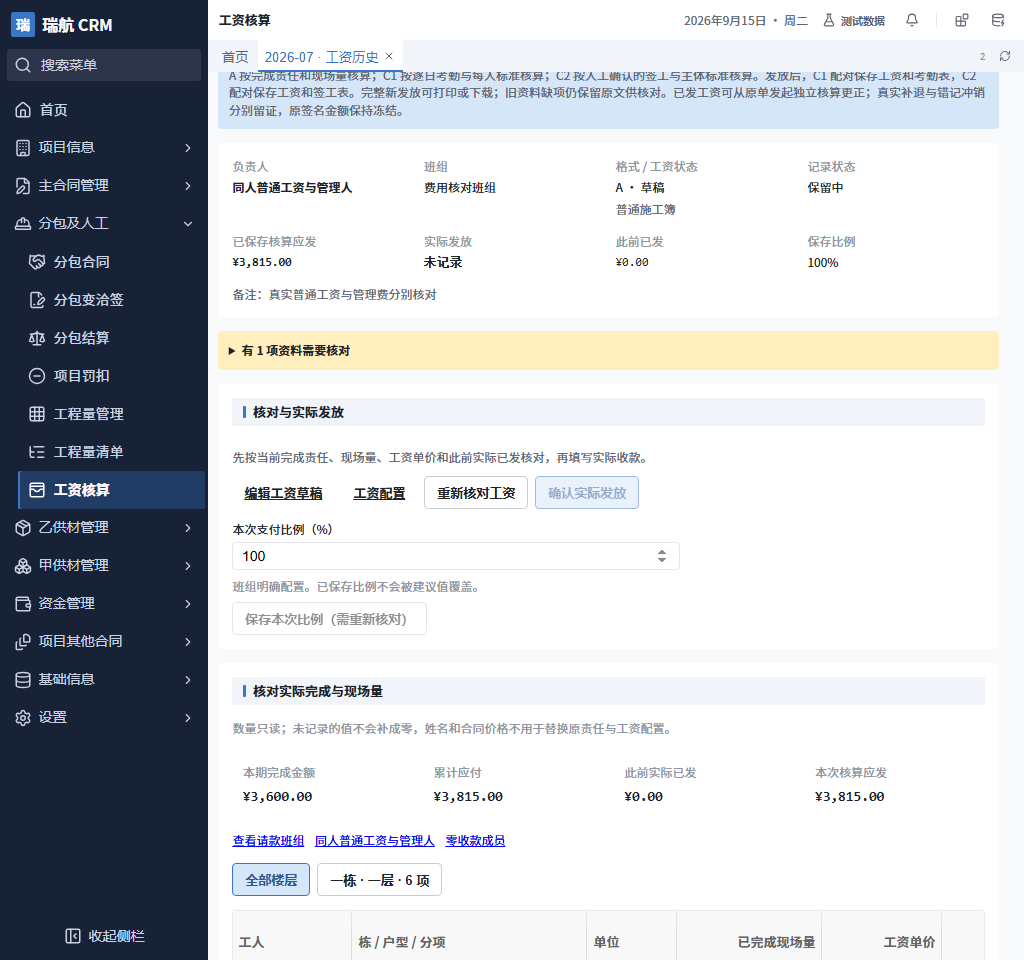 瑞 瑞航 CRM
搜索菜单
首页
项目信息
主合同管理
分包及人工
分包合同
分包变洽签
分包结算
项目罚扣
工程量管理
工程量清单
工资核算
乙供材管理
甲供材管理
资金管理
项目其他合同
基础信息
设置
收起侧栏
工资核算
2026年9月15日 · 周二 测试数据
首页 2026-07 · 工资历史 × 2
A 按完成责任和现场量核算；C1 按逐日考勤与每人标准核算；C2 按人工确认的签工与主体标准核算。发放后，C1 配对保存工资和考勤表，C2
配对保存工资和签工表。完整新发放可打印或下载；旧资料缺项仍保留原文供核对。已发工资可从原单发起独立核算更正；真实补退与错记冲销
分别留证，原签名金额保持冻结。
负责人 班组 格式 / 工资状态 记录状态
同人普通工资与管理人 费用核对班组 A · 草稿 保留中
普通施工簿
已保存核算应发 实际发放 此前已发 保存比例
¥3,815.00 未记录 ¥0.00 100%
备注：真实普通工资与管理费分别核对
有 1 项资料需要核对
核对与实际发放
先按当前完成责任、现场量、工资单价和此前实际已发核对，再填写实际收款。
编辑工资草稿 工资配置 重新核对工资 确认实际发放
本次支付比例（%）
100
班组明确配置。已保存比例不会被建议值覆盖。
保存本次比例（需重新核对）
核对实际完成与现场量
数量只读；未记录的值不会补成零，姓名和合同价格不用于替换原责任与工资配置。
本期完成金额 累计应付 此前实际已发 本次核算应发
¥3,600.00 ¥3,815.00 ¥0.00 ¥3,815.00
查看请款班组 同人普通工资与管理人 零收款成员
全部楼层 一栋 · 一层 · 6 项
工人 栋 / 户型 / 分项 单位 已完成现场量 工资单价